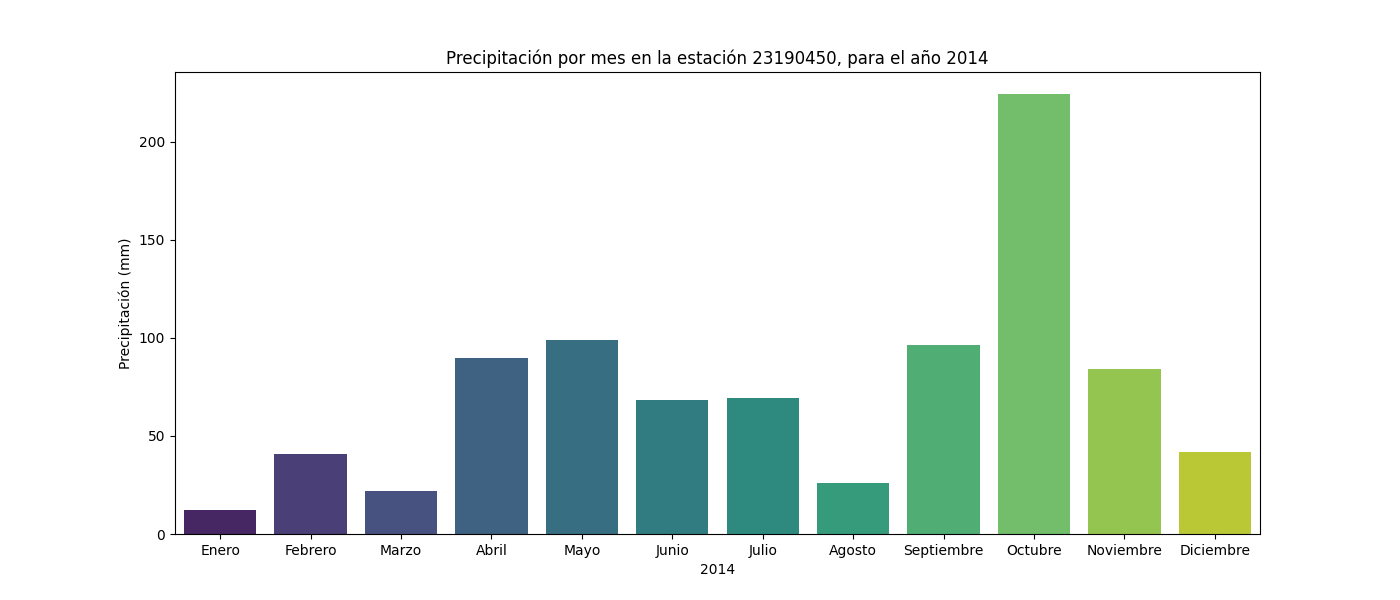 Precipitación por mes en la estación 23190450, para el año 2014
Precipitación (mm)
200
150
100
50
0
Enero Febrero Marzo Abril Mayo Junio Julio Agosto Septiembre Octubre Noviembre Diciembre
2014